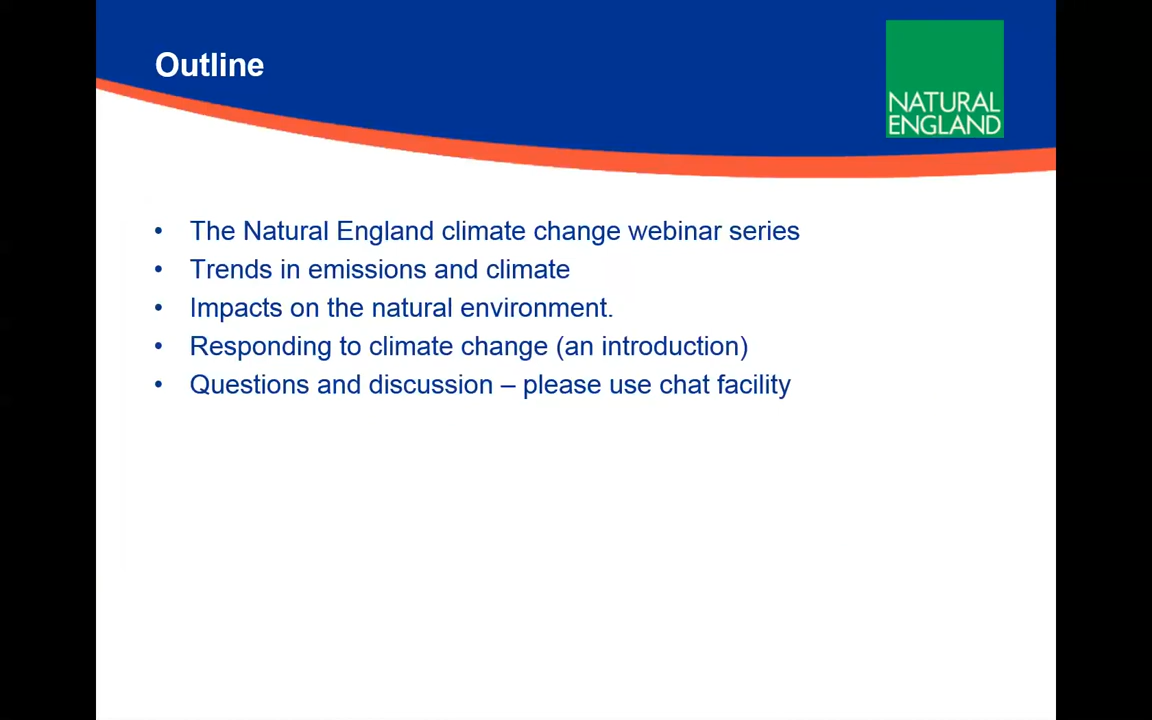 Outline
NATURAL
ENGLAND
• The Natural England climate change webinar series
• Trends in emissions and climate
• Impacts on the natural environment.
• Responding to climate change (an introduction)
• Questions and discussion – please use chat facility